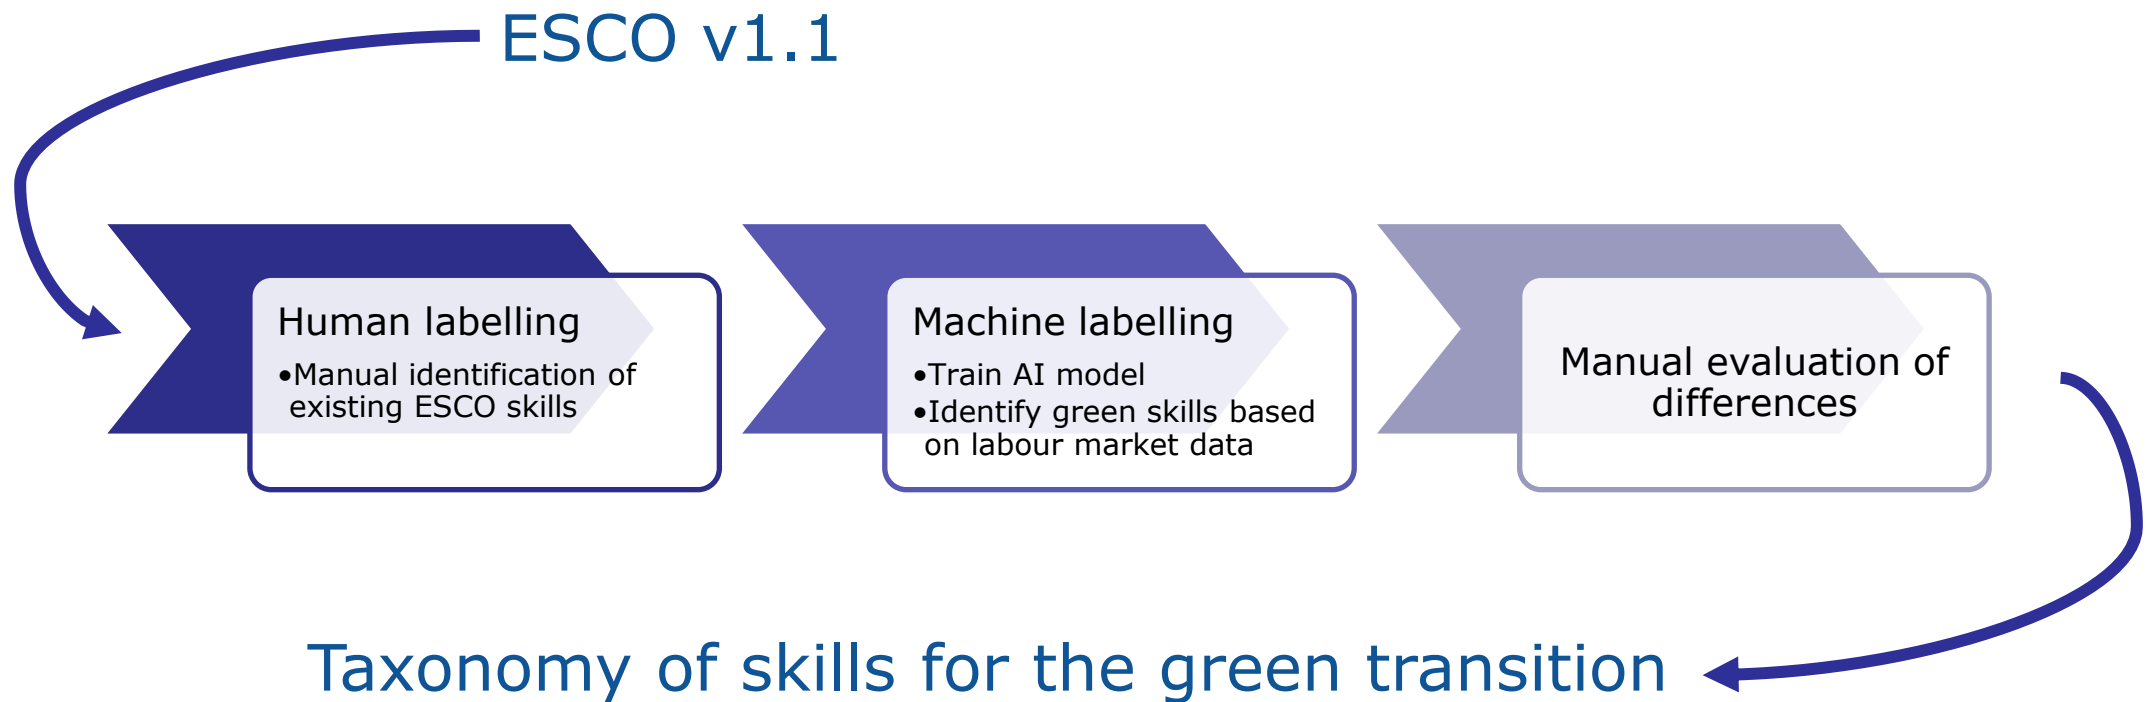 ESCO v1.1
Human labelling
•Manual identification of
existing ESCO skills
Machine labelling
•Train AI model
•Identify green skills based
on labour market data
Manual evaluation of
differences
Taxonomy of skills for the green transition